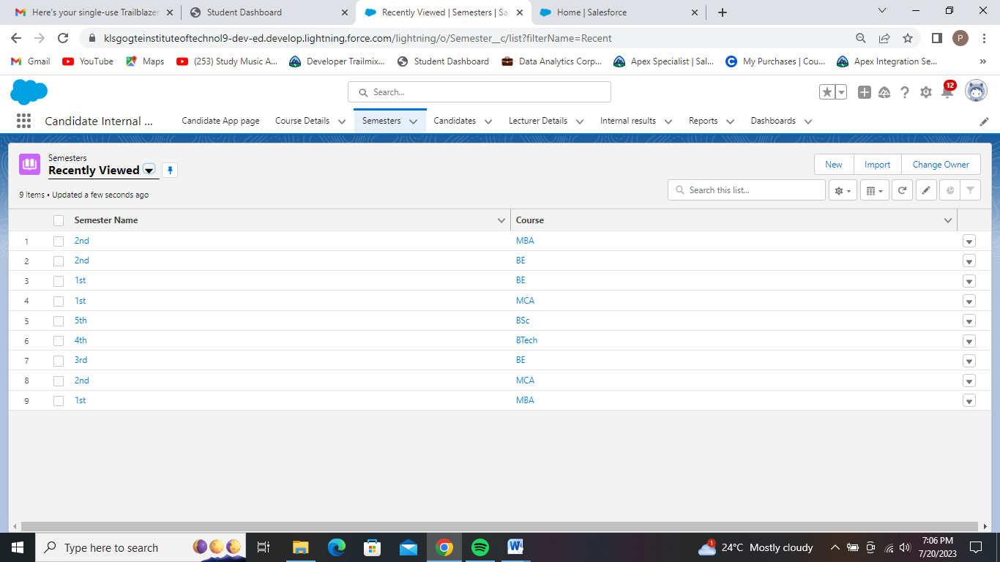 Here's your single-use Trailblazer
Student Dashboard
Recently Viewed | Semesters | Sal
Home | Salesforce
klsgogteinstituteoftechnol9-dev-ed.develop.lightning.force.com/lightning/o/Semester__c/list?filterName=Recent
P
Gmail YouTube Maps (253) Study Music A... Developer Trailmix... Student Dashboard Data Analytics Corp... Apex Specialist | Sal... My Purchases | Cou... Apex Integration Se... »
Search...
12
Candidate Internal ... Candidate App page Course Details Semesters Candidates Lecturer Details Internal results Reports Dashboards
Semesters
Recently Viewed
New Import Change Owner
9 items • Updated a few seconds ago
Search this list...
Semester Name Course
1 2nd MBA
2 2nd BE
3 1st BE
4 1st MCA
5 5th BSc
6 4th BTech
7 3rd BE
8 2nd MCA
9 1st MBA
Type here to search
1
24°C Mostly cloudy
7:06 PM
7/20/2023